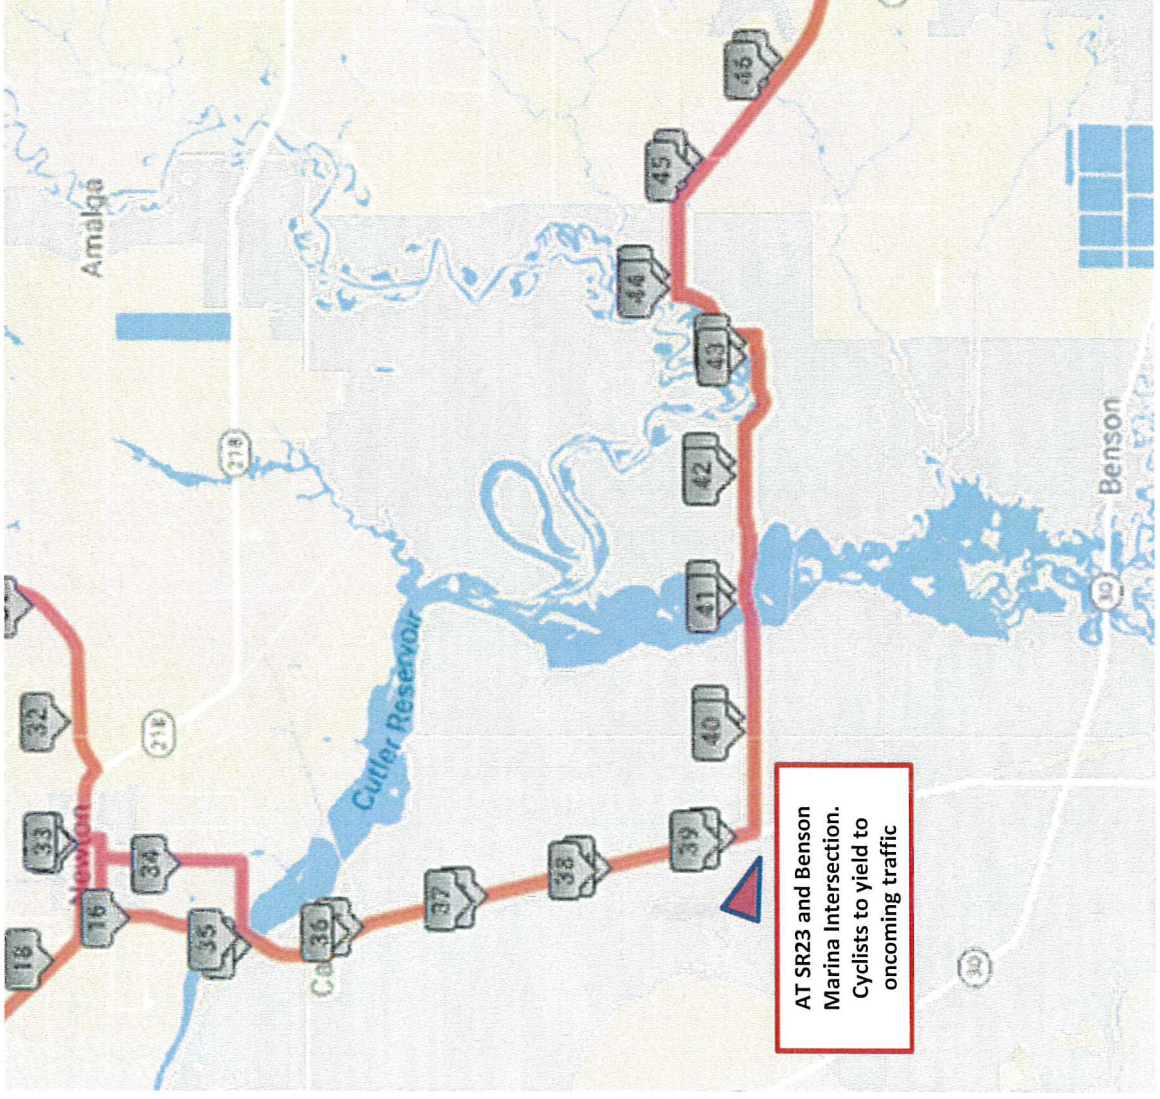 18
32
33
Newton
16
Amalga
34
218
35
218
36
Ca
Cutler Reservoir
37
38
39
40
41
42
43
44
45
46
AT SR23 and Benson
Marina Intersection.
Cyclists to yield to
oncoming traffic
30
30
Benson